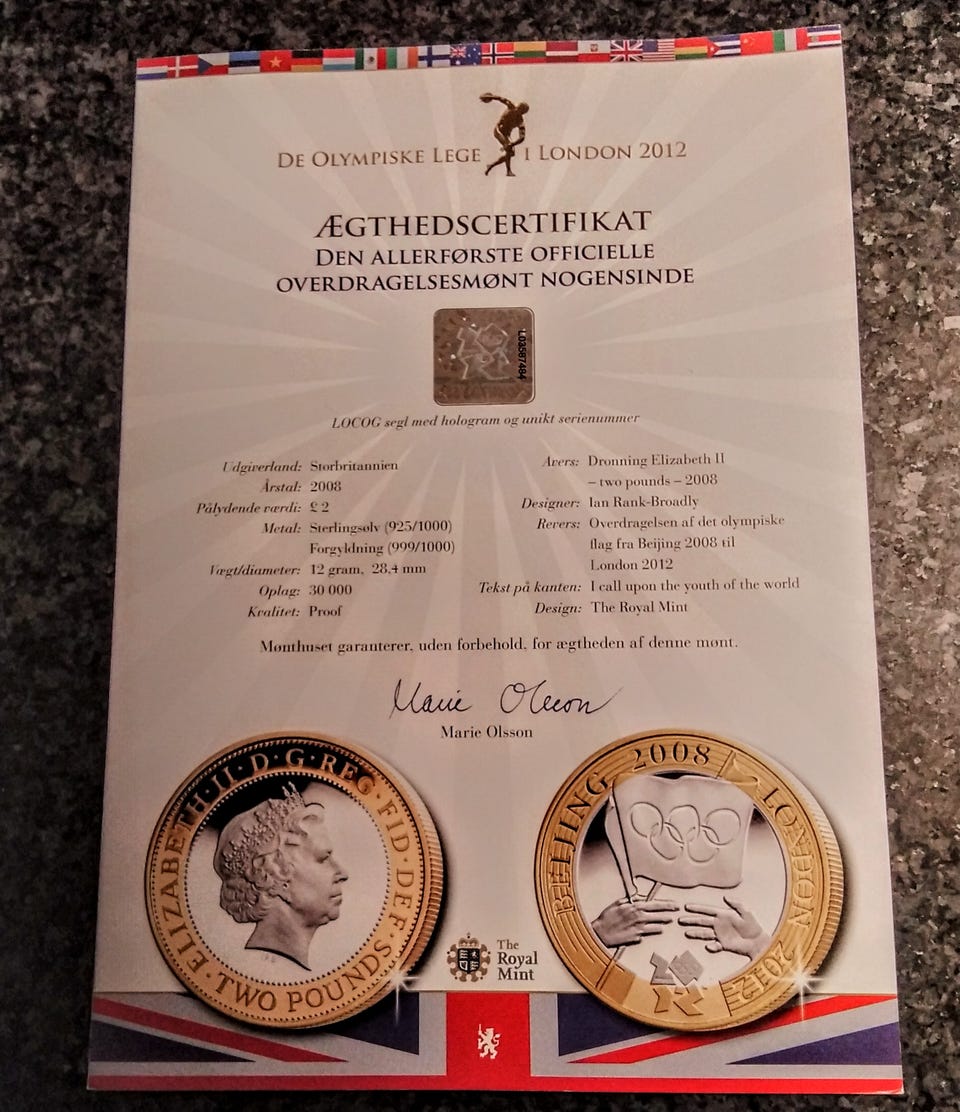 De Olympiske Lege i London 2012
Ægthedscertifikat
Den allerførste officielle
overdragelsesmønt nogensinde
L03587484
LOCOG segl med hologram og unikt serienummer
Udgiverland: Storbritannien
Årstal: 2008
Pålydende værdi: £ 2
Metal: Sterlingsølv (925/1000)
Forgyldning (999/1000)
Vægt/diameter: 12 gram, 28,4 mm
Oplag: 30 000
Kvalitet: Proof
Avers: Dronning Elizabeth II
– two pounds – 2008
Designer: Ian Rank-Broadly
Revers: Overdragelsen af det olympiske
flag fra Beijing 2008 til
London 2012
Tekst på kanten: I call upon the youth of the world
Design: The Royal Mint
Mønthuset garanterer, uden forbehold, for ægtheden af denne mønt.
Marie Olsson
Marie Olsson
ELIZABETH·II·D·G·REG·FID·DEF·
TWO POUNDS
BEIJING 2008
LONDON 2012
The
Royal
Mint